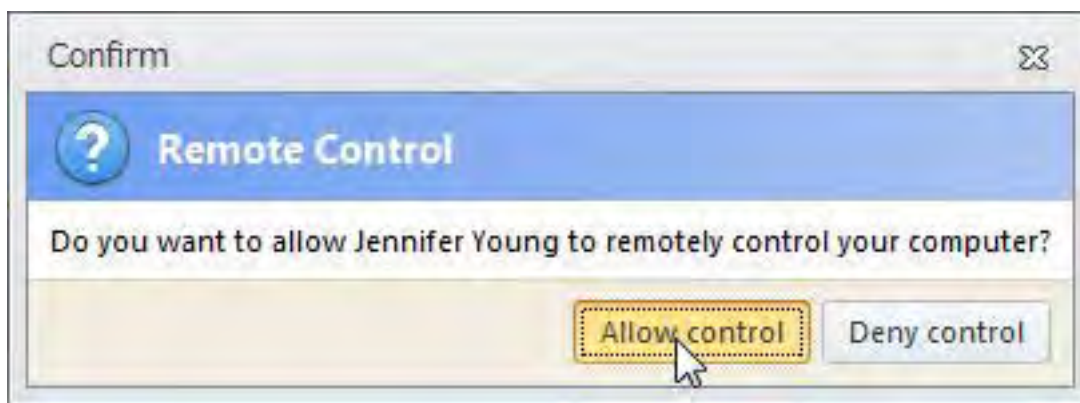 Confirm
Remote Control
Do you want to allow Jennifer Young to remotely control your computer?
Allow control Deny control